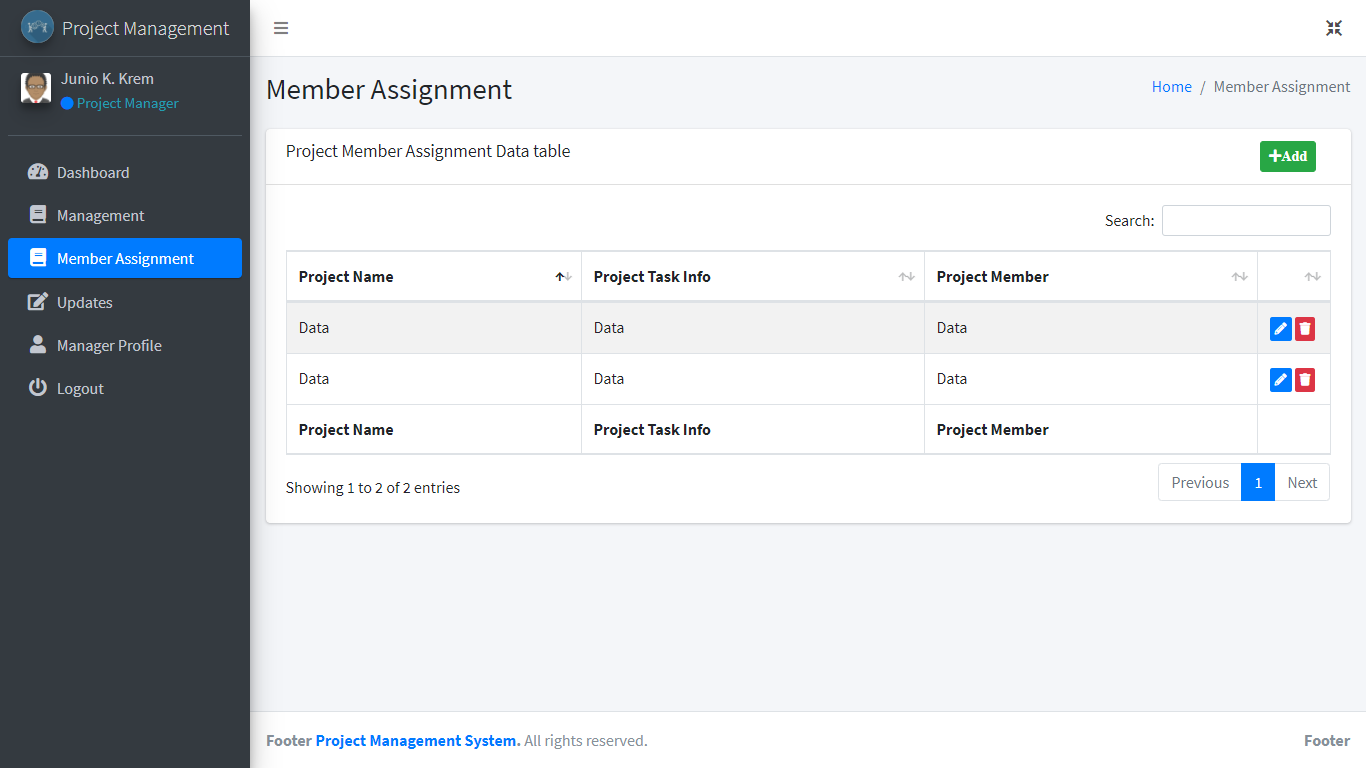 Project Management
Junio K. Krem
Project Manager
Dashboard
Management
Member Assignment
Updates
Manager Profile
Logout
Member Assignment
Home / Member Assignment
Project Member Assignment Data table
Add
Search:
Project Name Project Task Info Project Member
Data Data Data
Data Data Data
Project Name Project Task Info Project Member
Showing 1 to 2 of 2 entries
Previous 1 Next
Footer Project Management System. All rights reserved.
Footer